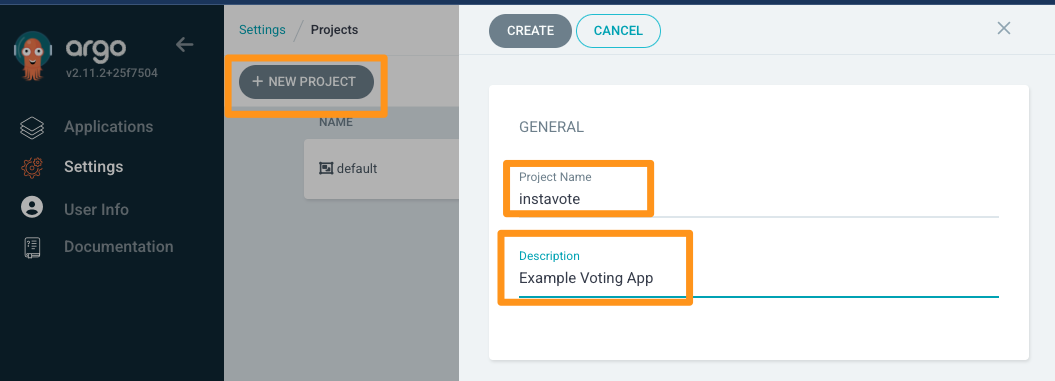 argo
v2.11.2+25f7504
Applications
Settings
User Info
Documentation
Settings / Projects
+ NEW PROJECT
NAME
default
CREATE
CANCEL
GENERAL
Project Name
instavote
Description
Example Voting App